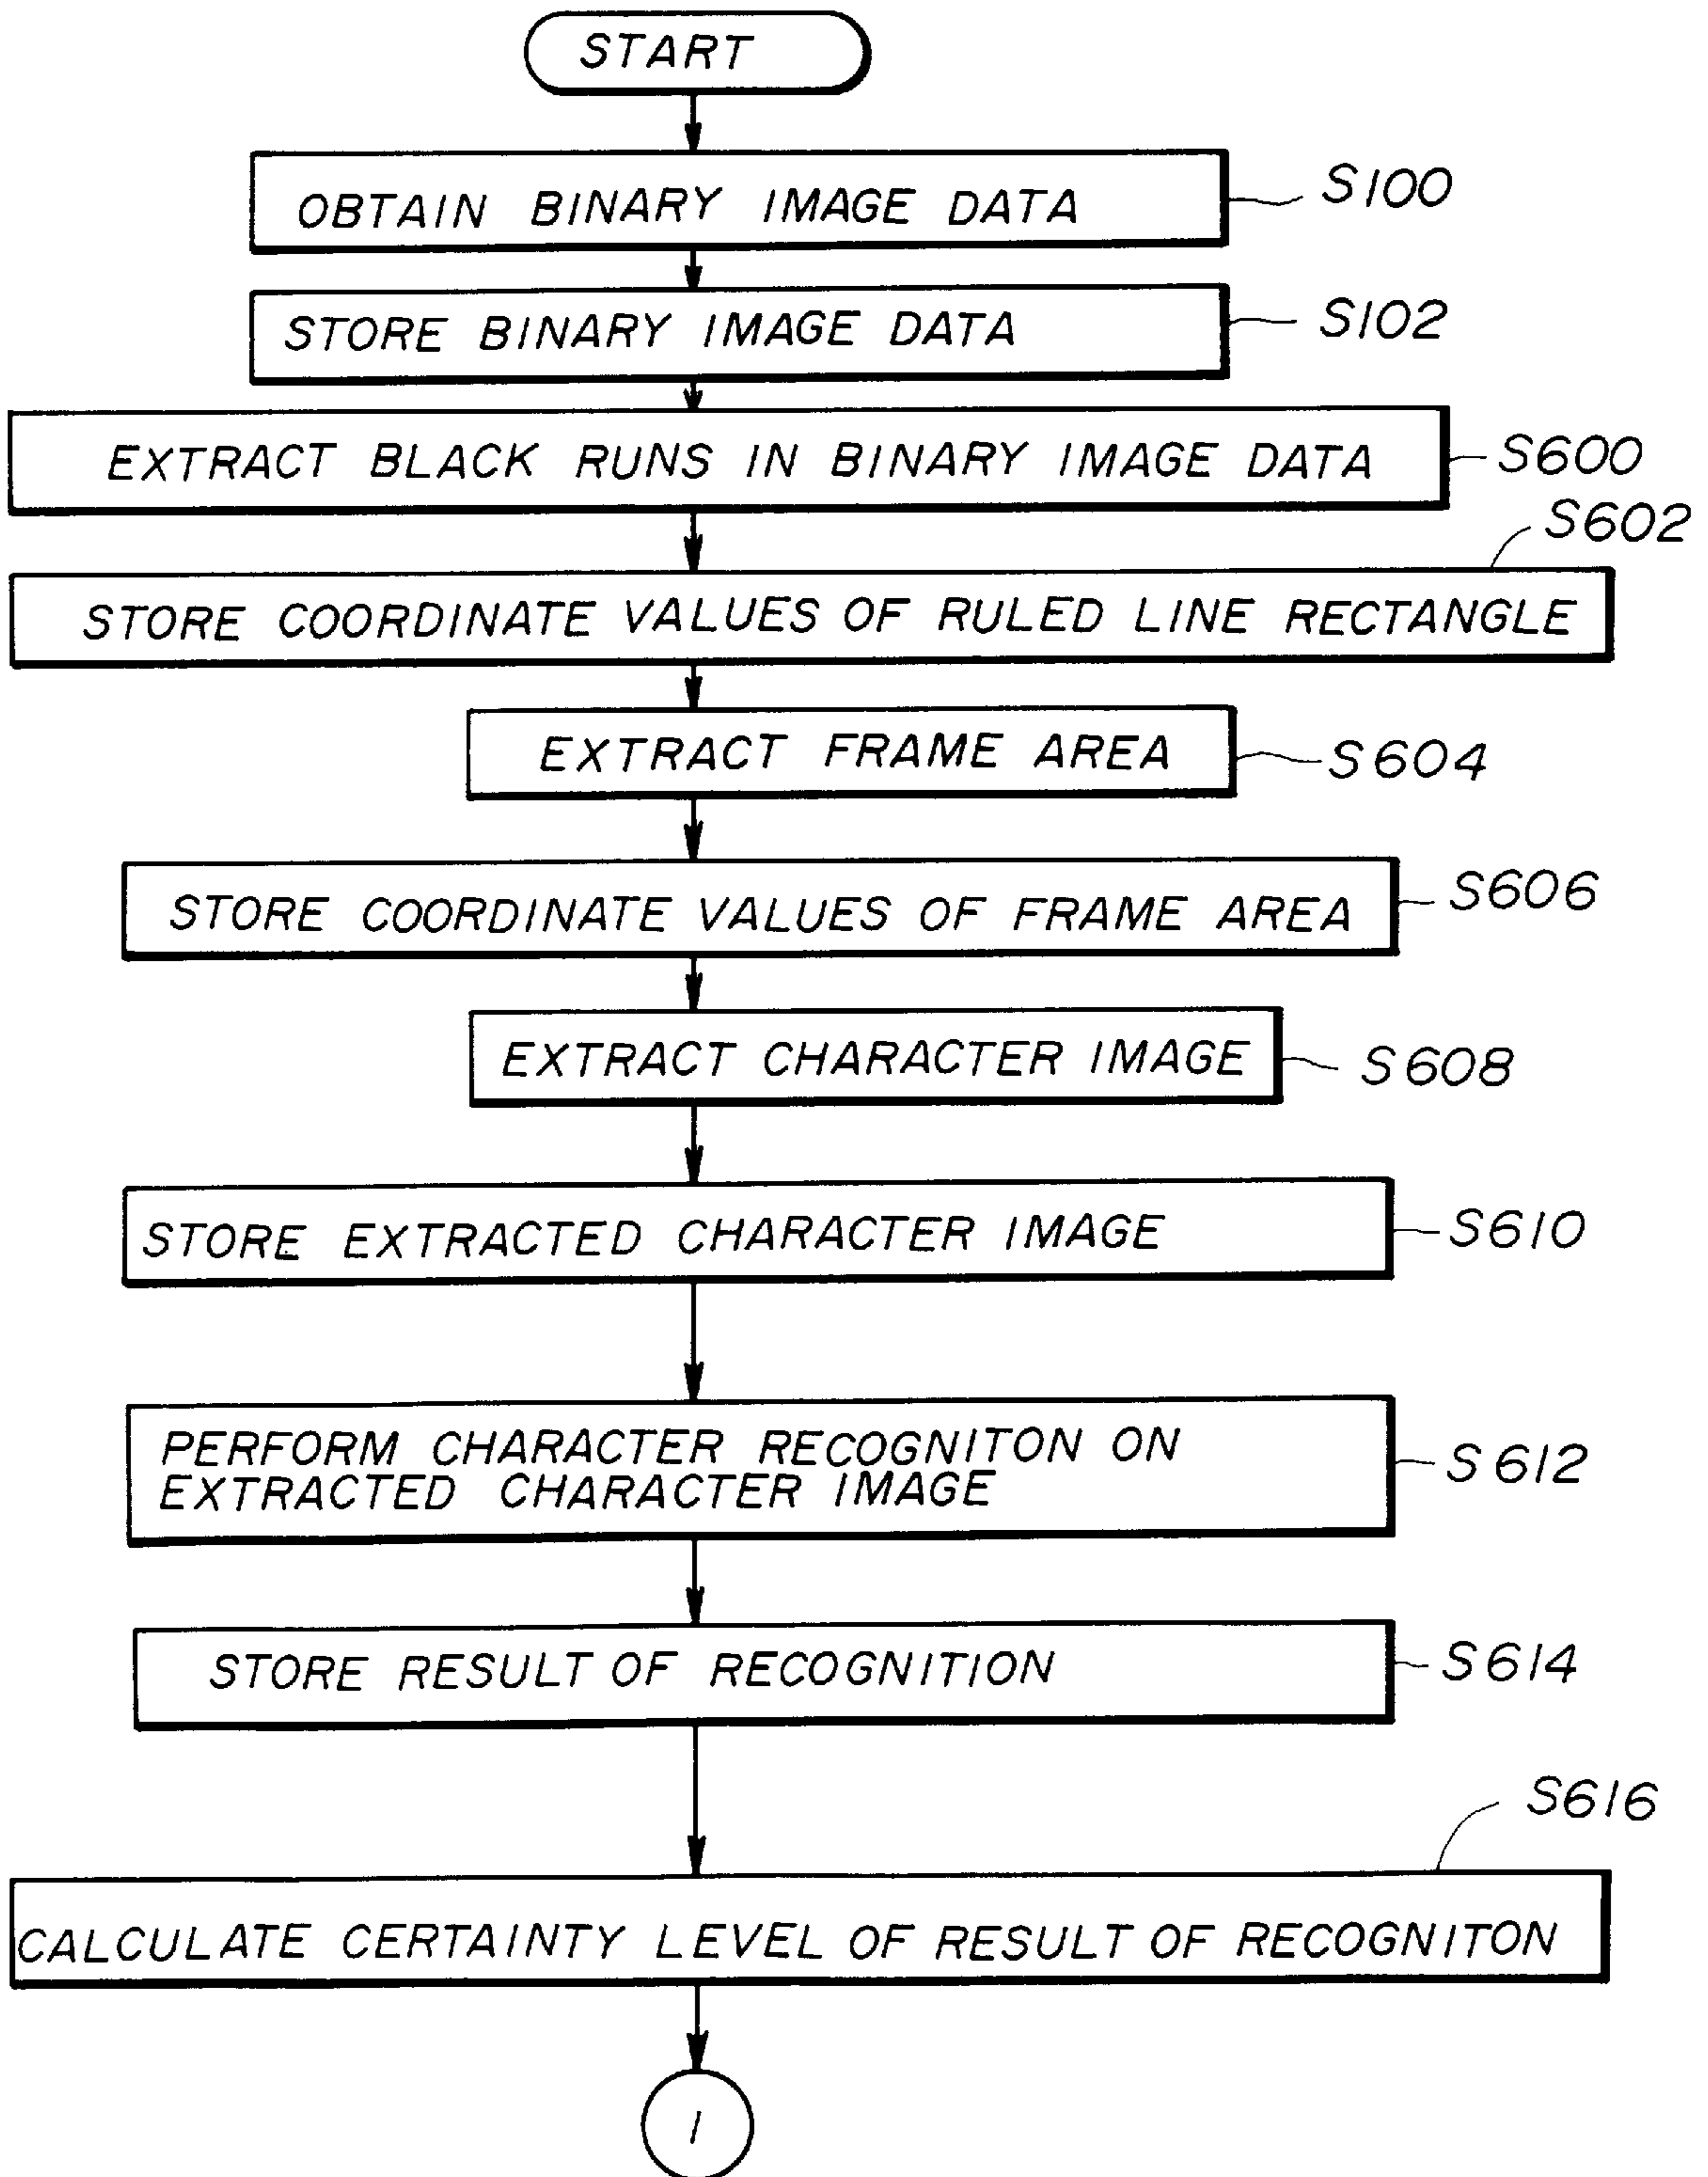 START
OBTAIN BINARY IMAGE DATA
S100
STORE BINARY IMAGE DATA
S102
EXTRACT BLACK RUNS IN BINARY IMAGE DATA
S600
S602
STORE COORDINATE VALUES OF RULED LINE RECTANGLE
EXTRACT FRAME AREA
S604
STORE COORDINATE VALUES OF FRAME AREA
S606
EXTRACT CHARACTER IMAGE
S608
STORE EXTRACTED CHARACTER IMAGE
S610
PERFORM CHARACTER RECOGNITON ON
EXTRACTED CHARACTER IMAGE
S612
STORE RESULT OF RECOGNITION
S614
S616
CALCULATE CERTAINTY LEVEL OF RESULT OF RECOGNITON
1